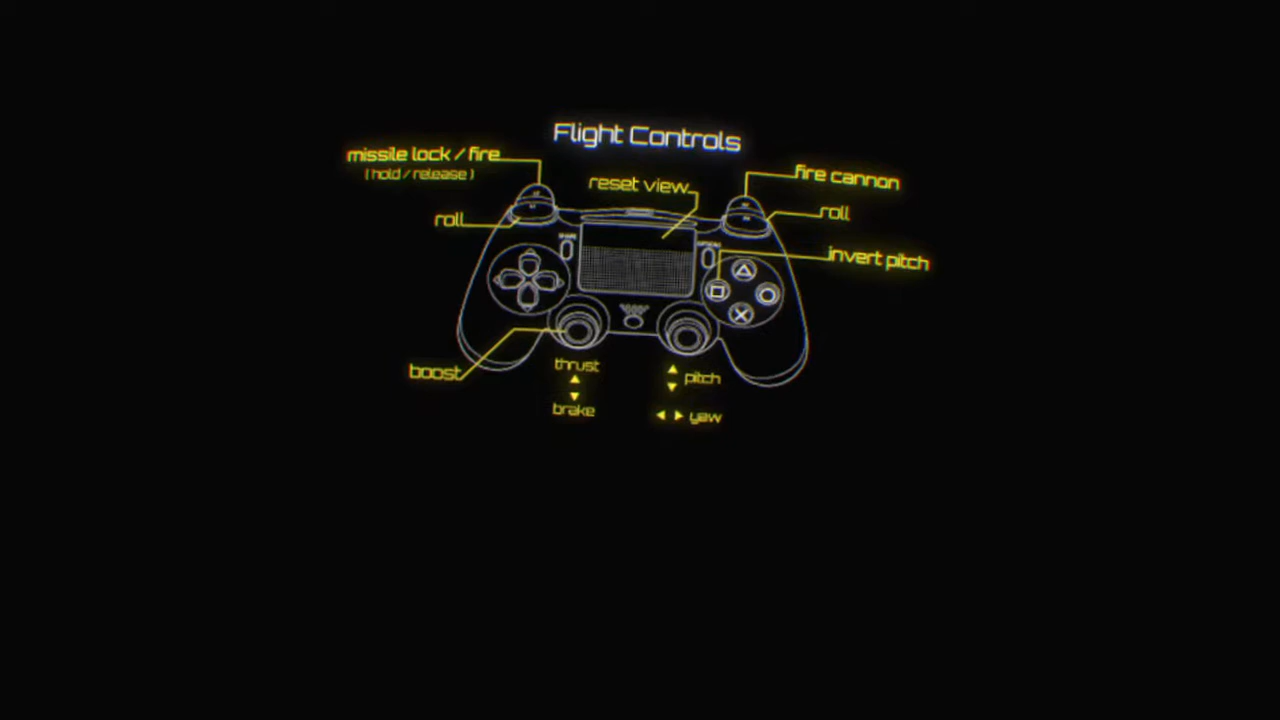 Flight Controls
missile lock / fire
( hold / release )
reset view
fire cannon
roll
roll
invert pitch
boost
thrust
pitch
brake
yaw